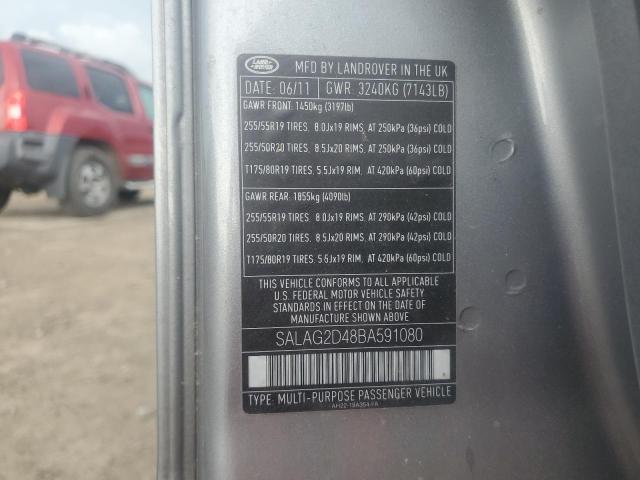 LAND ROVER
MFD BY LANDROVER IN THE UK
DATE: 06/11 GWR: 3240KG (7143LB)
GAWR FRONT: 1450kg (3197lb)
255/55R19 TIRES, 8.0Jx19 RIMS, AT 250kPa (36psi) COLD
255/50R20 TIRES, 8.5Jx20 RIMS, AT 250kPa (36psi) COLD
T175/80R19 TIRES, 5.5Jx19 RIM, AT 420kPa (60psi) COLD
GAWR REAR: 1855kg (4090lb)
255/55R19 TIRES, 8.0Jx19 RIMS, AT 290kPa (42psi) COLD
255/50R20 TIRES, 8.5Jx20 RIMS, AT 290kPa (42psi) COLD
T175/80R19 TIRES, 5.5Jx19 RIM, AT 420kPa (60psi) COLD
THIS VEHICLE CONFORMS TO ALL APPLICABLE
U.S. FEDERAL MOTOR VEHICLE SAFETY
STANDARDS IN EFFECT ON THE DATE OF
MANUFACTURE SHOWN ABOVE.
SALAG2D48BA591080
TYPE: MULTI-PURPOSE PASSENGER VEHICLE